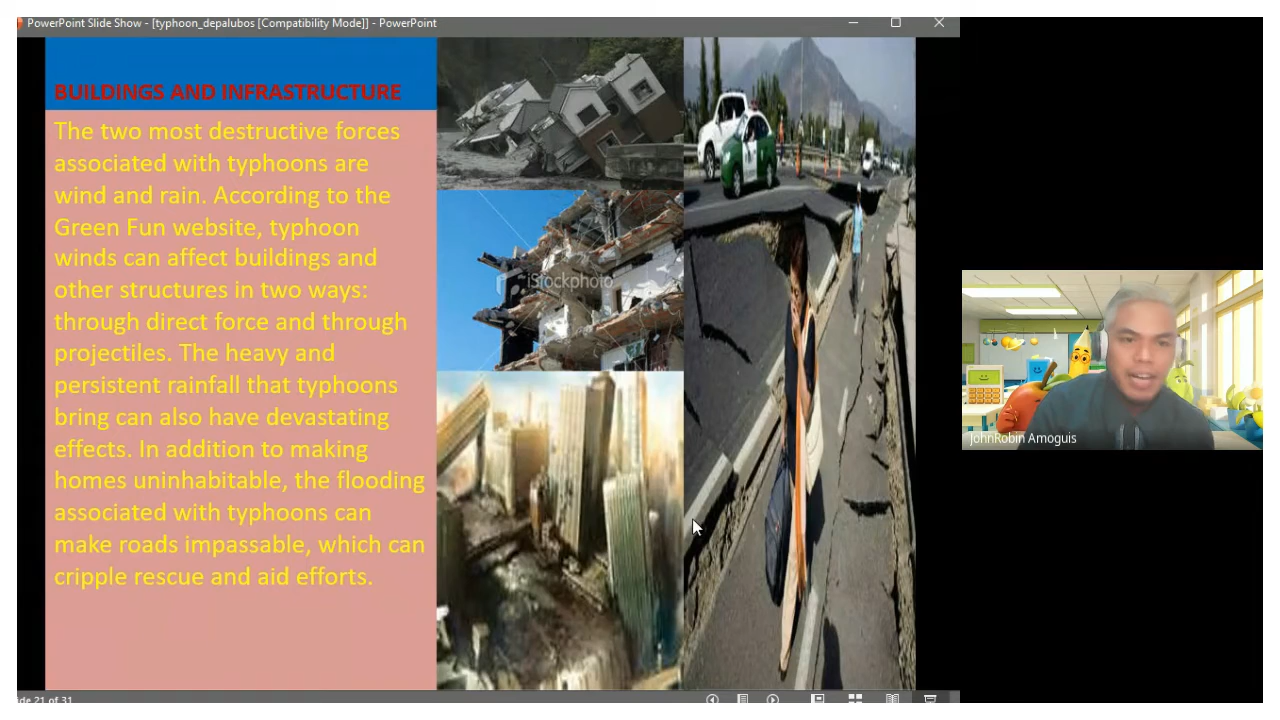 PowerPoint Slide Show - [typhoon_depalubos [Compatibility Mode]] - PowerPoint
BUILDINGS AND INFRASTRUCTURE
The two most destructive forces
associated with typhoons are
wind and rain. According to the
Green Fun website, typhoon
winds can affect buildings and
other structures in two ways:
through direct force and through
projectiles. The heavy and
persistent rainfall that typhoons
bring can also have devastating
effects. In addition to making
homes uninhabitable, the flooding
associated with typhoons can
make roads impassable, which can
cripple rescue and aid efforts.
iStockphoto
JohnRobin Amoguis
ide 21 of 31